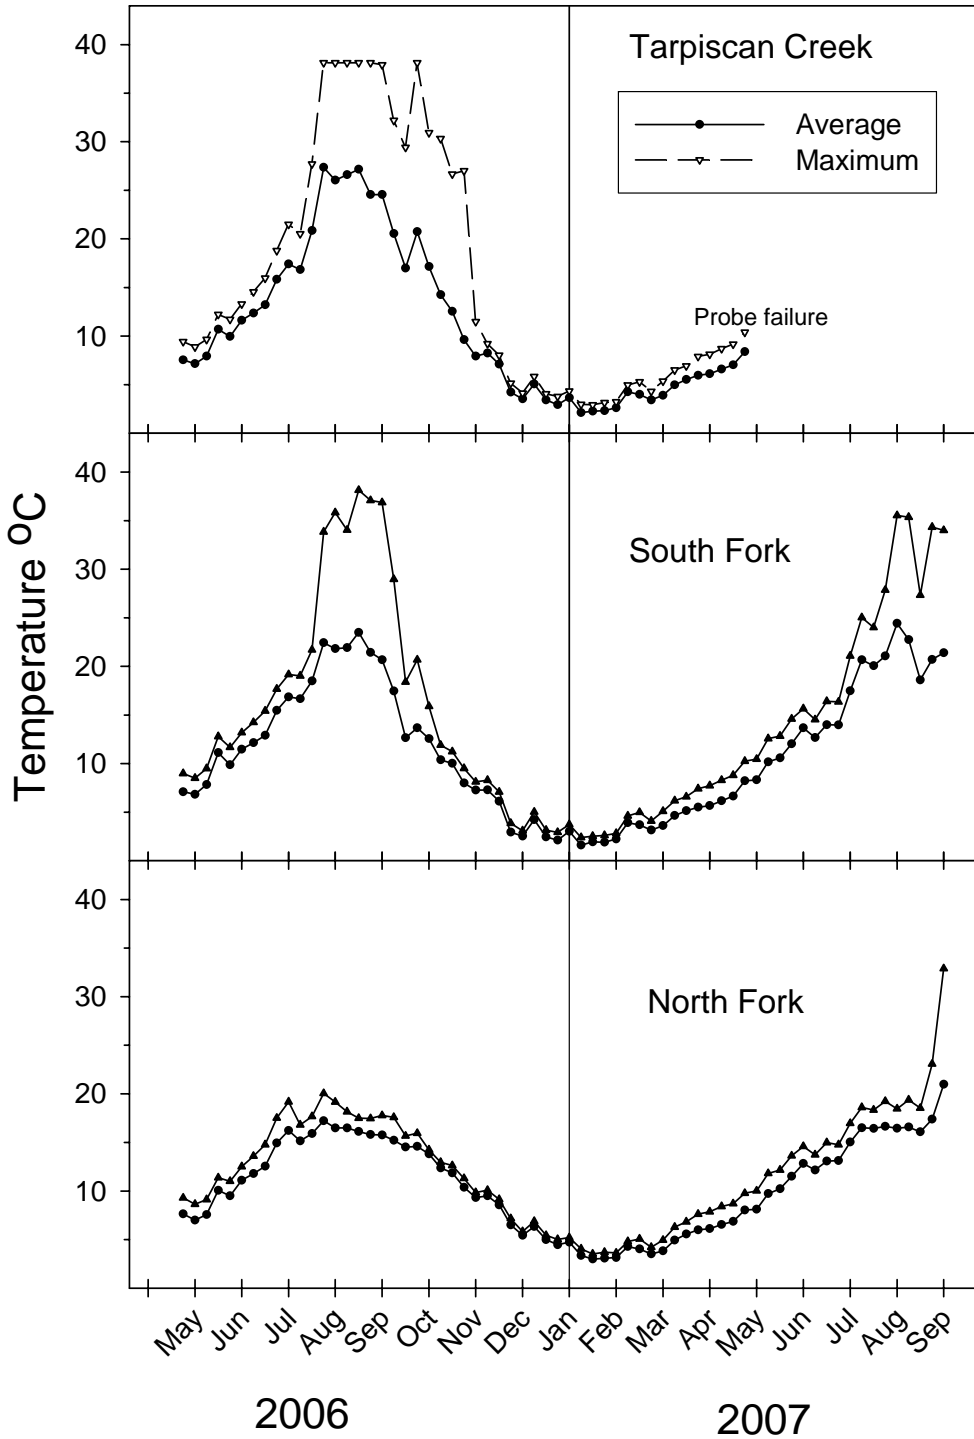 Temperature °C
40
30
20
10
Tarpiscan Creek
Average
Maximum
Probe failure
40
30
20
10
South Fork
40
30
20
10
North Fork
May Jun Jul Aug Sep Oct Nov Dec Jan Feb Mar Apr May Jun Jul Aug Sep
2006 2007